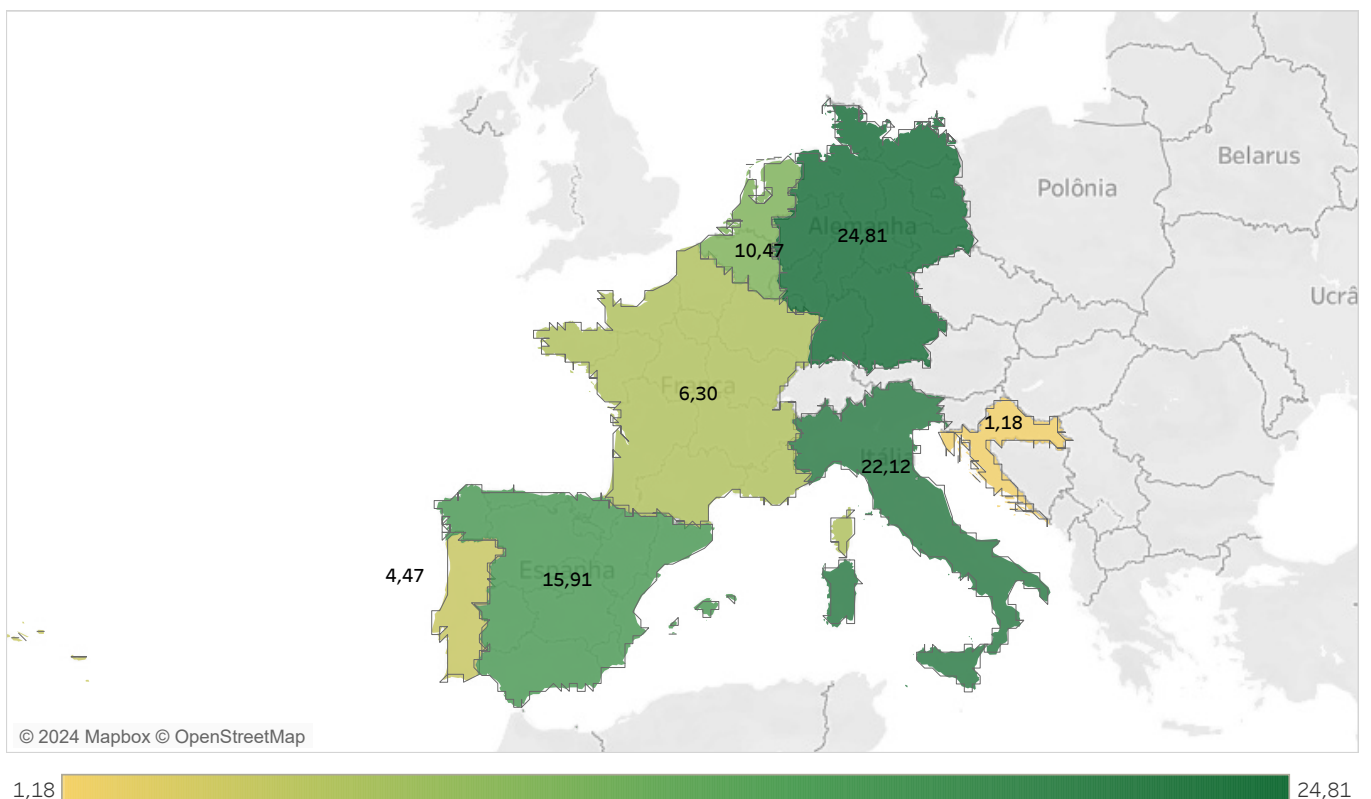 Belarus
Polônia
Alemanha
24,81
10,47
Ucrâ
França
6,30
1,18
Itália
22,12
4,47
Espanha
15,91
© 2024 Mapbox © OpenStreetMap
1,18
24,81